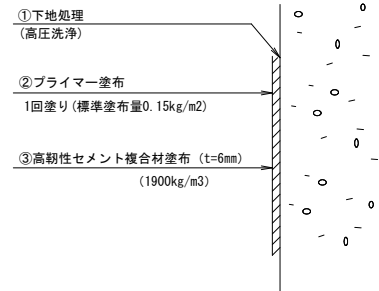 ①下地処理
(高圧洗浄)
②プライマー塗布
1回塗り(標準塗布量0.15kg/m2)
③高靭性セメント複合材塗布 (t=6mm)
(1900kg/m3)